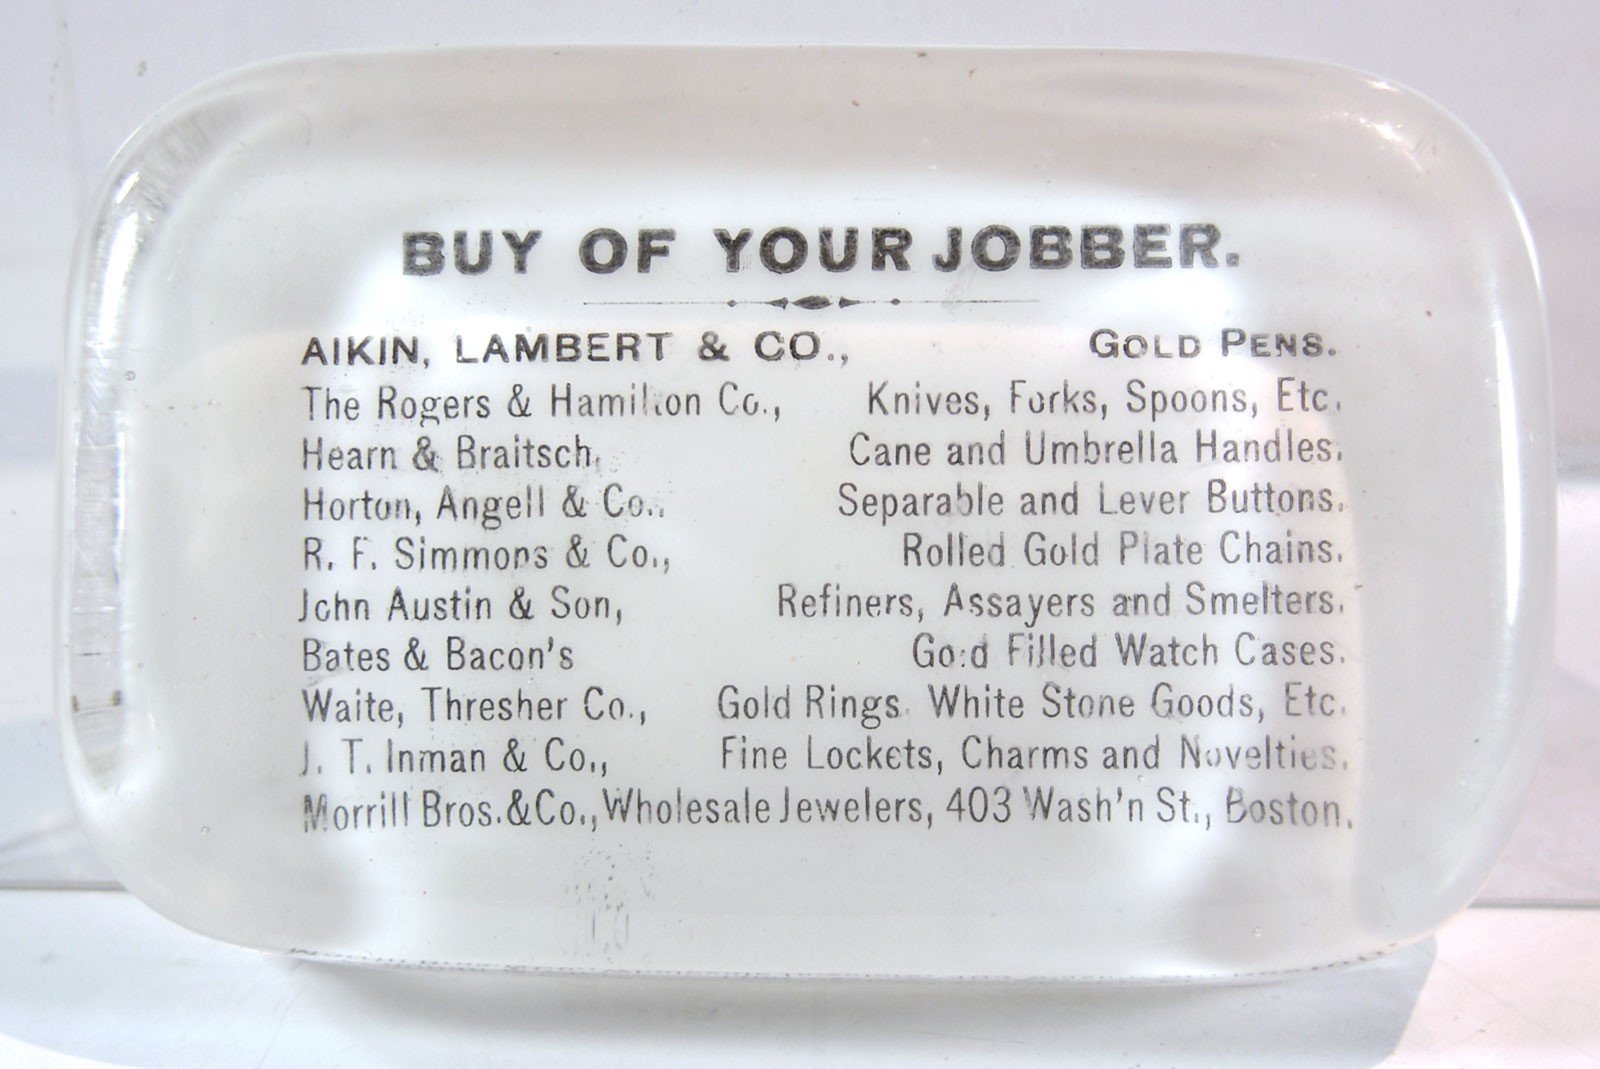 BUY OF YOUR JOBBER.
AIKIN, LAMBERT & CO., GOLD PENS.
The Rogers & Hamilton Co., Knives, Forks, Spoons, Etc.
Hearn & Braitsch, Cane and Umbrella Handles.
Horton, Angell & Co., Separable and Lever Buttons.
R. F. Simmons & Co., Rolled Gold Plate Chains.
John Austin & Son, Refiners, Assayers and Smelters.
Bates & Bacon's Gold Filled Watch Cases.
Waite, Thresher Co., Gold Rings, White Stone Goods, Etc.
J. T. Inman & Co., Fine Lockets, Charms and Novelties.
Morrill Bros. & Co., Wholesale Jewelers, 403 Wash'n St., Boston.